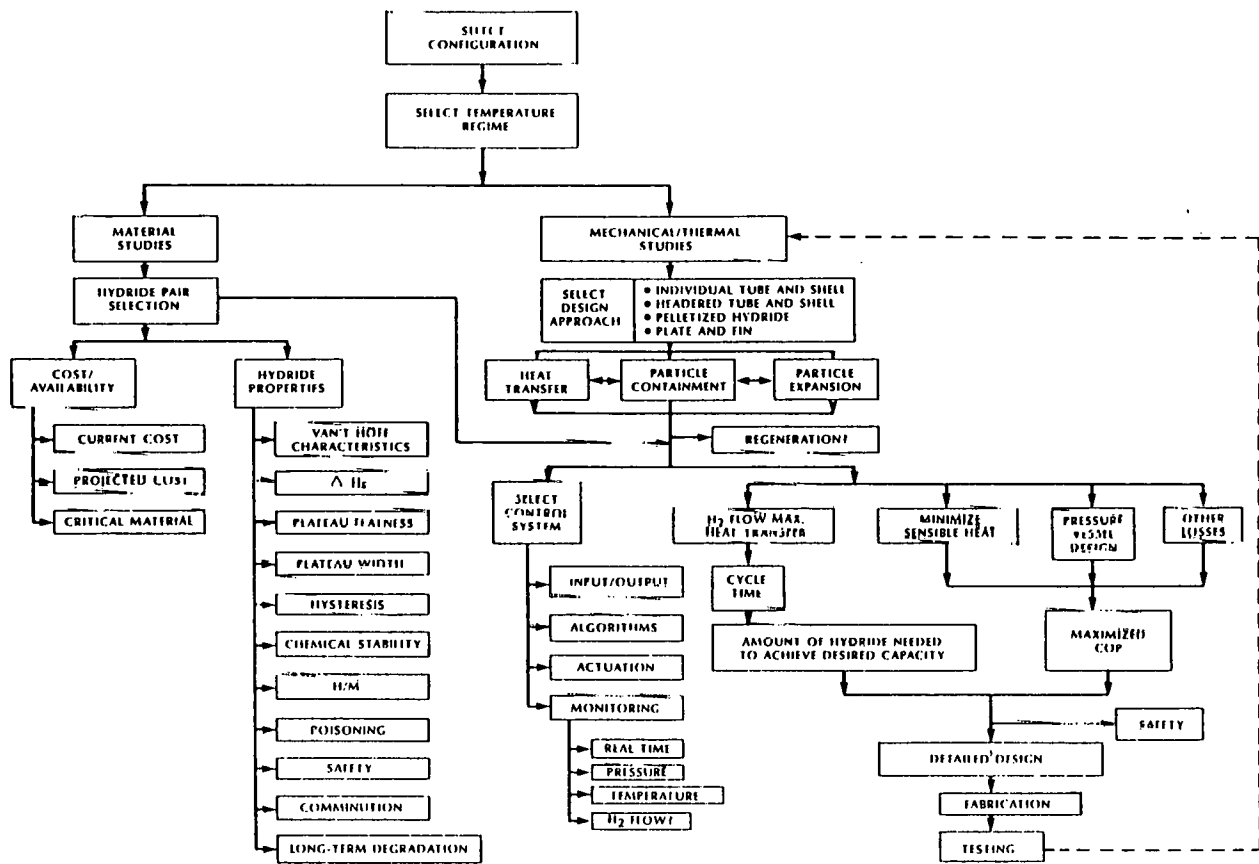 SELECT
CONFIGURATION
SELECT TEMPERATURE
REGIME
MATERIAL
STUDIES
MECHANICAL/THERMAL
STUDIES
HYDRIDE PAIR
SELECTION
SELECT
DESIGN
APPROACH
• INDIVIDUAL TUBE AND SHELL
• HEADERED TUBE AND SHELL
• PELLETIZED HYDRIDE
• PLATE AND FIN
COST/
AVAILABILITY
HYDRIDE
PROPERTIES
HEAT
TRANSFER
PARTICLE
CONTAINMENT
PARTICLE
EXPANSION
CURRENT COST
PROJECTED COST
CRITICAL MATERIAL
VAN'T HOFF
CHARACTERISTICS
PLATEAU FLATNESS
PLATEAU WIDTH
HYSTERESIS
CHEMICAL STABILITY
H/M
POISONING
SAFETY
COMMINUTION
LONG-TERM DEGRADATION
REGENERATION?
SELECT
CONTROL
SYSTEM
INPUT/OUTPUT
ALGORITHMS
ACTUATION
MONITORING
REAL TIME
PRESSURE
TEMPERATURE
H2 FLOW?
H2 FLOW MAX.
HEAT TRANSFER
MINIMIZE
SENSIBLE HEAT
PRESSURE
VESSEL
DESIGN
OTHER
LOSSES
CYCLE
TIME
AMOUNT OF HYDRIDE NEEDED
TO ACHIEVE DESIRED CAPACITY
MAXIMIZED
COP
SAFETY
DETAILED DESIGN
FABRICATION
TESTING